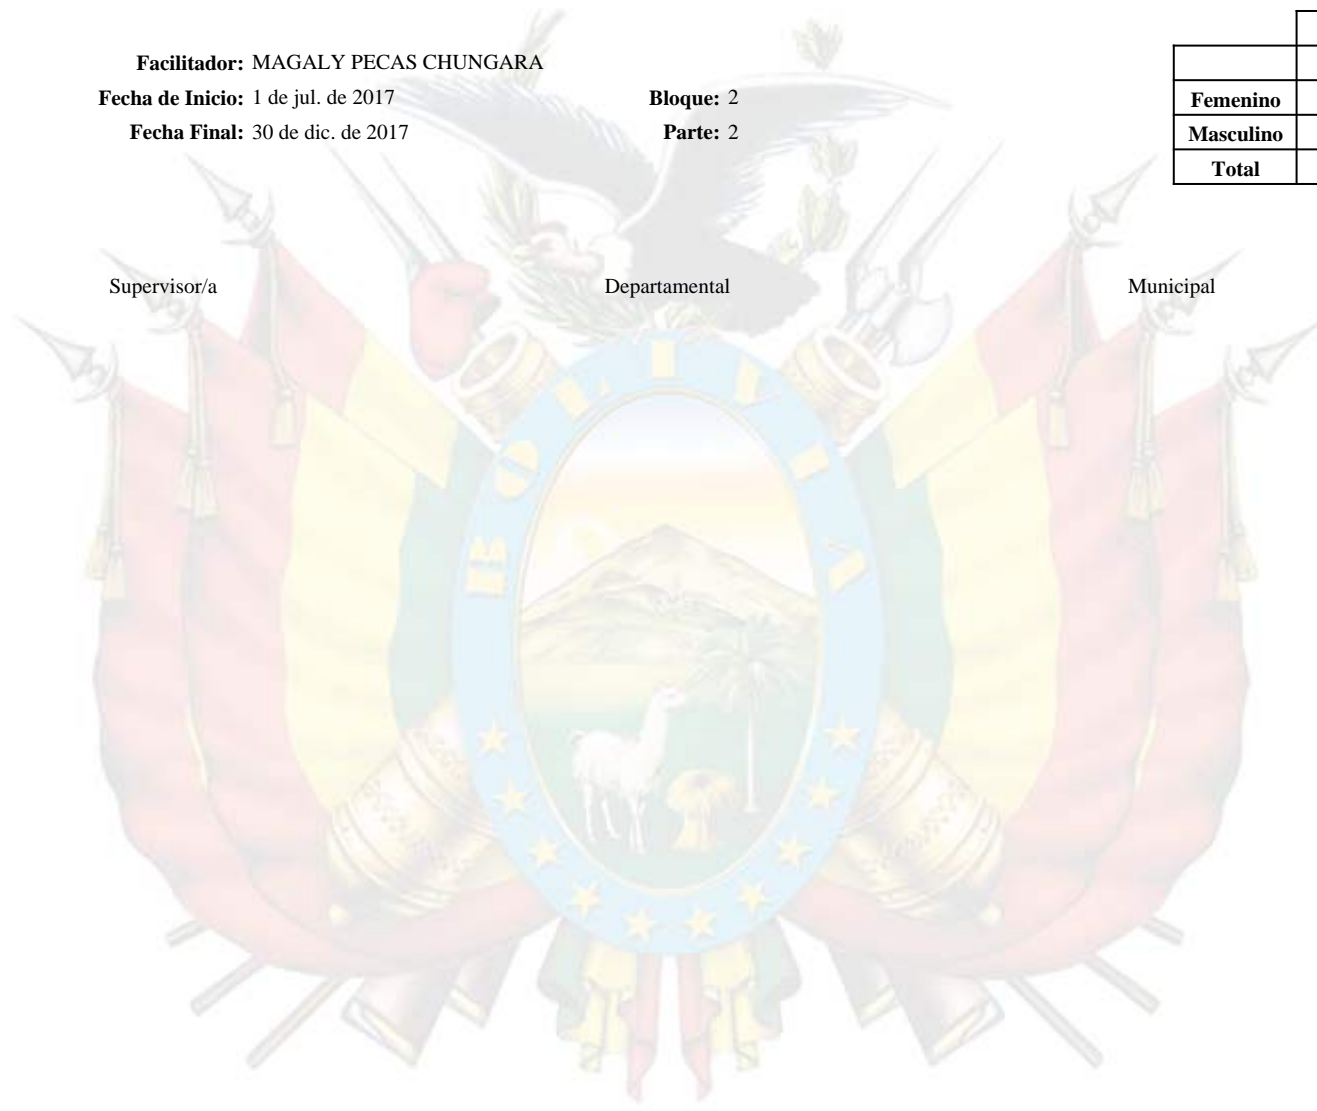 Facilitador: MAGALY PECAS CHUNGARA
Fecha de Inicio: 1 de jul. de 2017 Bloque: 2
Fecha Final: 30 de dic. de 2017 Parte: 2
Femenino
Masculino
Total
Supervisor/a Departamental Municipal
BOLIVIA